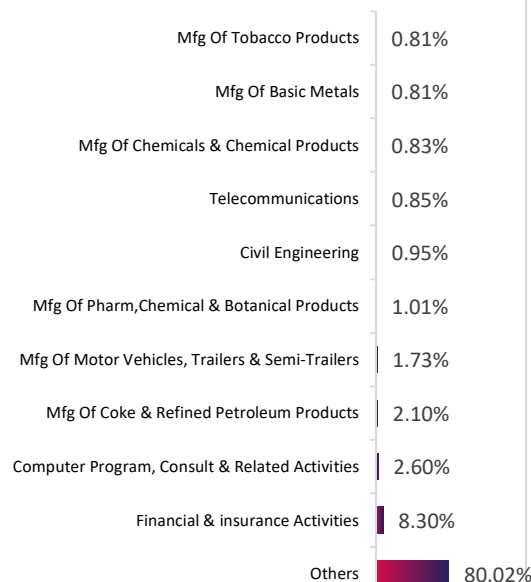 Mfg Of Tobacco Products 0.81%
Mfg Of Basic Metals 0.81%
Mfg Of Chemicals & Chemical Products 0.83%
Telecommunications 0.85%
Civil Engineering 0.95%
Mfg Of Pharm,Chemical & Botanical Products 1.01%
Mfg Of Motor Vehicles, Trailers & Semi-Trailers 1.73%
Mfg Of Coke & Refined Petroleum Products 2.10%
Computer Program, Consult & Related Activities 2.60%
Financial & insurance Activities 8.30%
Others 80.02%